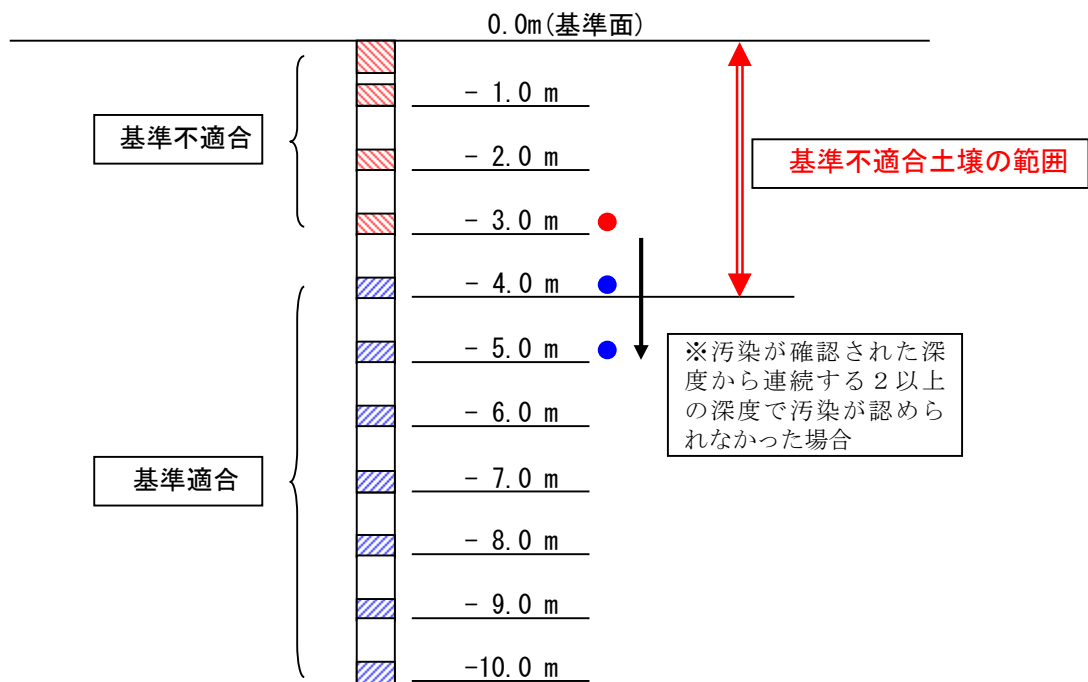 0.0m(基準面)
- 1.0 m
基準不適合
- 2.0 m
基準不適合土壌の範囲
- 3.0 m
- 4.0 m
- 5.0 m
※汚染が確認された深
度から連続する２以上
の深度で汚染が認めら
れなかった場合
- 6.0 m
基準適合
- 7.0 m
- 8.0 m
- 9.0 m
-10.0 m